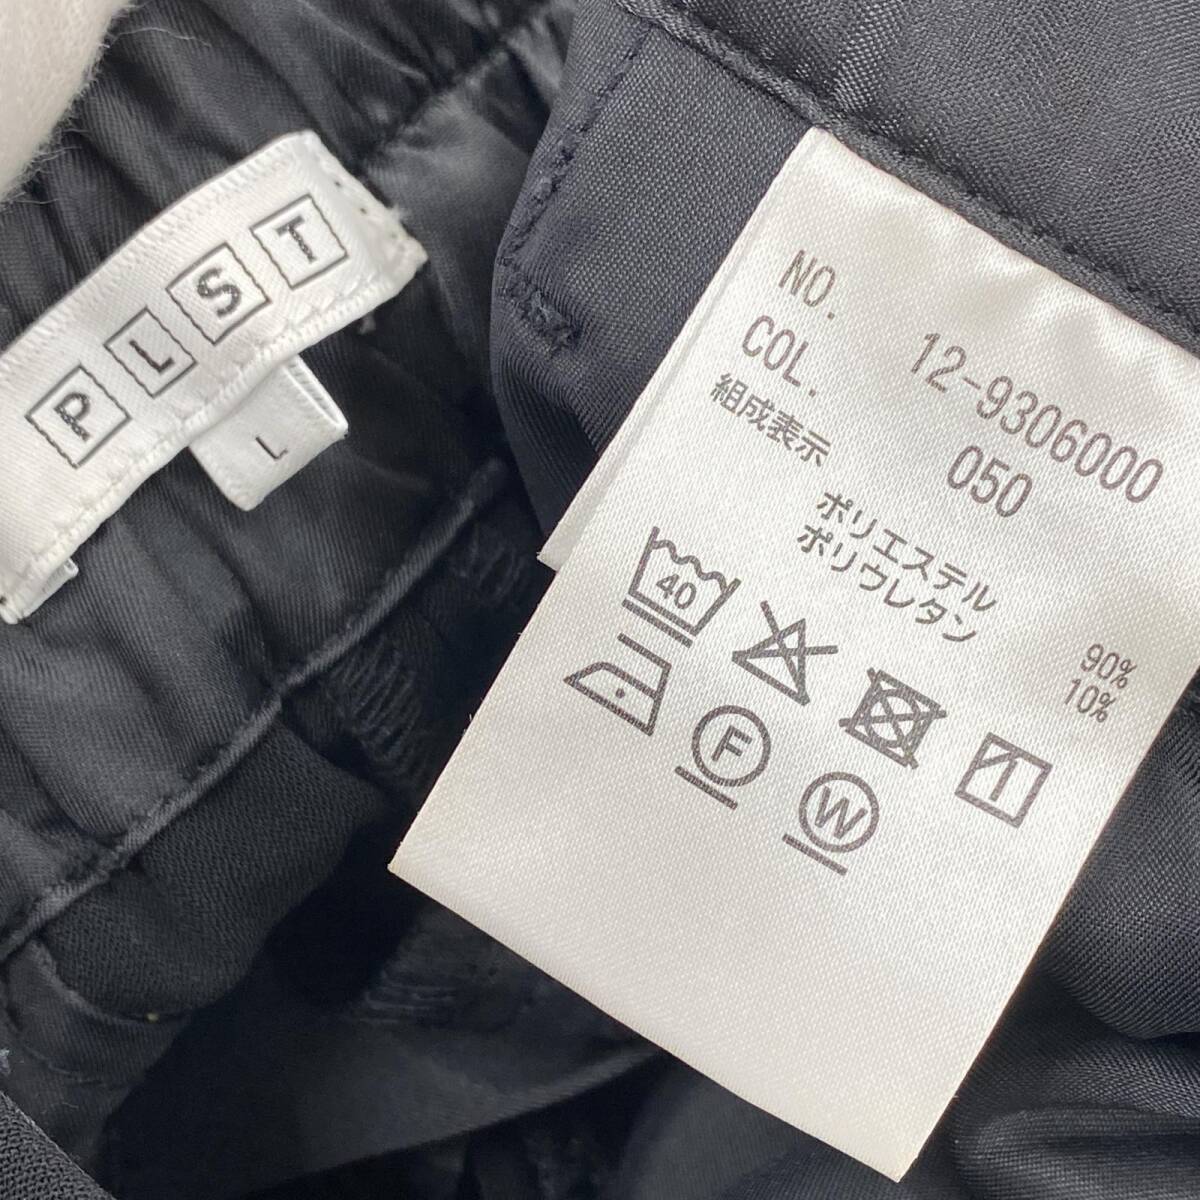 PLST
L
NO. 12-9306000
COL. 050
組成表示
ポリエステル 90%
ポリウレタン 10%
40
F
W